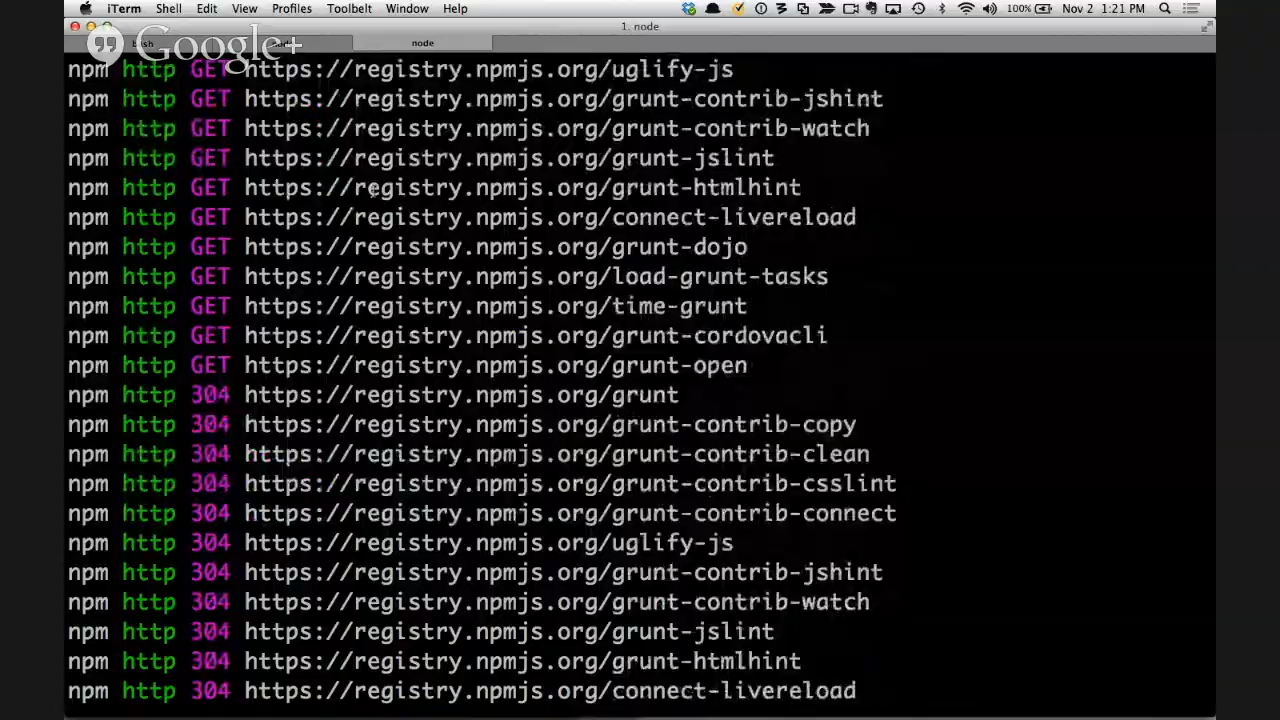 iTerm Shell Edit View Profiles Toolbelt Window Help 100% Nov 2 1:21 PM
1. node
Google+
bash node
npm http GET https://registry.npmjs.org/uglify-js
npm http GET https://registry.npmjs.org/grunt-contrib-jshint
npm http GET https://registry.npmjs.org/grunt-contrib-watch
npm http GET https://registry.npmjs.org/grunt-jslint
npm http GET https://registry.npmjs.org/grunt-htmlhint
npm http GET https://registry.npmjs.org/connect-livereload
npm http GET https://registry.npmjs.org/grunt-dojo
npm http GET https://registry.npmjs.org/load-grunt-tasks
npm http GET https://registry.npmjs.org/time-grunt
npm http GET https://registry.npmjs.org/grunt-cordovacli
npm http GET https://registry.npmjs.org/grunt-open
npm http 304 https://registry.npmjs.org/grunt
npm http 304 https://registry.npmjs.org/grunt-contrib-copy
npm http 304 https://registry.npmjs.org/grunt-contrib-clean
npm http 304 https://registry.npmjs.org/grunt-contrib-csslint
npm http 304 https://registry.npmjs.org/grunt-contrib-connect
npm http 304 https://registry.npmjs.org/uglify-js
npm http 304 https://registry.npmjs.org/grunt-contrib-jshint
npm http 304 https://registry.npmjs.org/grunt-contrib-watch
npm http 304 https://registry.npmjs.org/grunt-jslint
npm http 304 https://registry.npmjs.org/grunt-htmlhint
npm http 304 https://registry.npmjs.org/connect-livereload